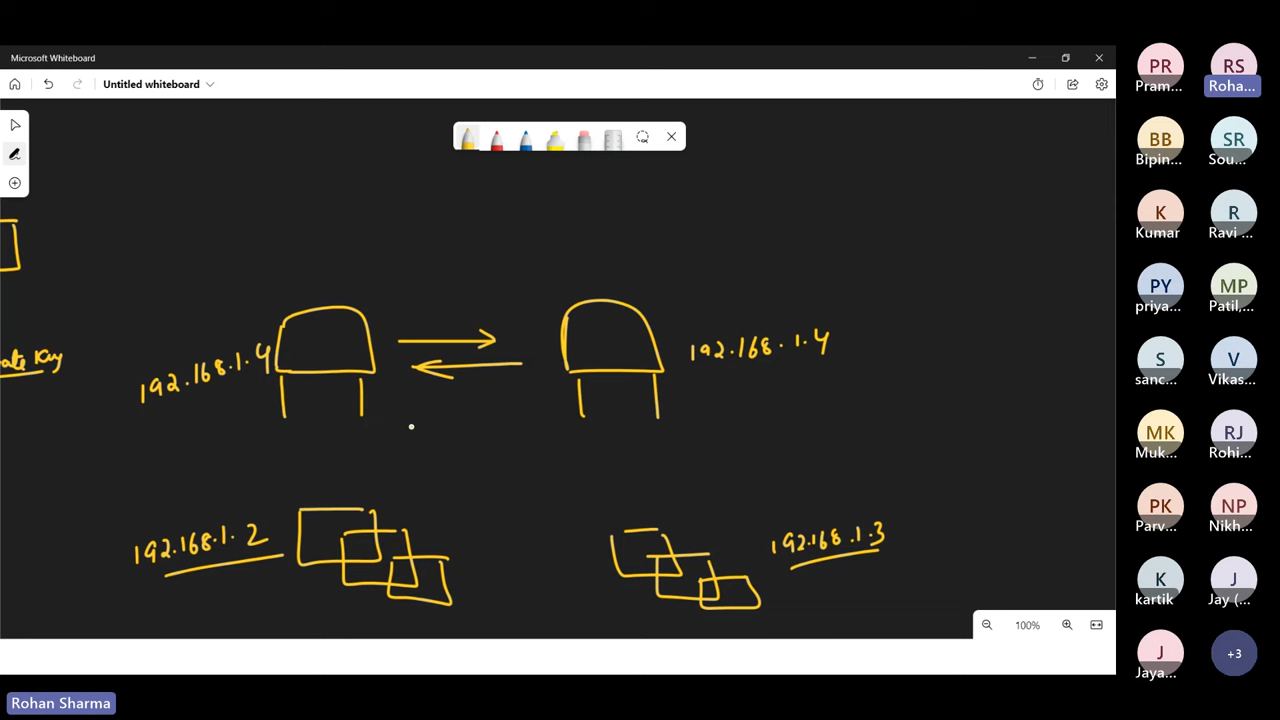 Microsoft Whiteboard
Untitled whiteboard
ate Key
192.168.1.4
192.168.1.4
192.168.1.2
192.168.1.3
100%
PR
Pram...
RS
Roha...
BB
Bipin...
SR
Sou...
K
Kumar
R
Ravi ...
PY
priya...
MP
Patil,...
S
sanc...
V
Vikas...
MK
Muk...
RJ
Rohi...
PK
Parv...
NP
Nikh...
K
kartik
J
Jay (...
J
Jaya...
+3
Rohan Sharma